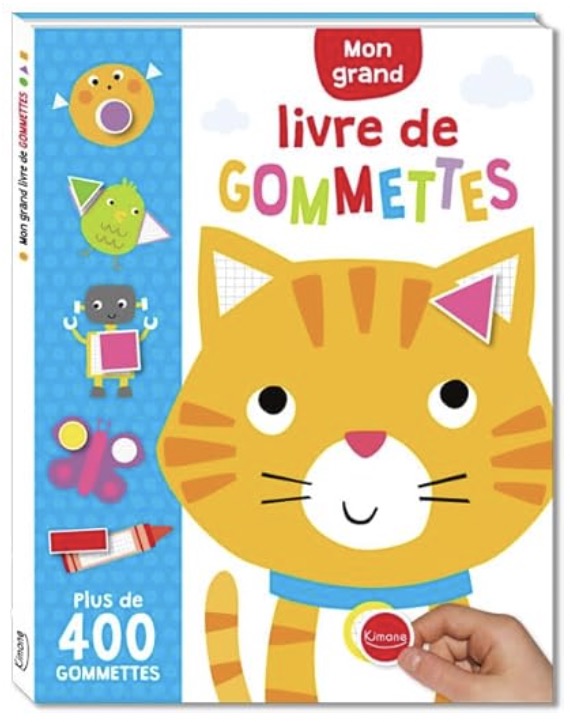 Mon
grand
livre de
GOMMETTES
Mon grand livre de GOMMETTES
Plus de
400
GOMMETTES
Kimane
Kimane